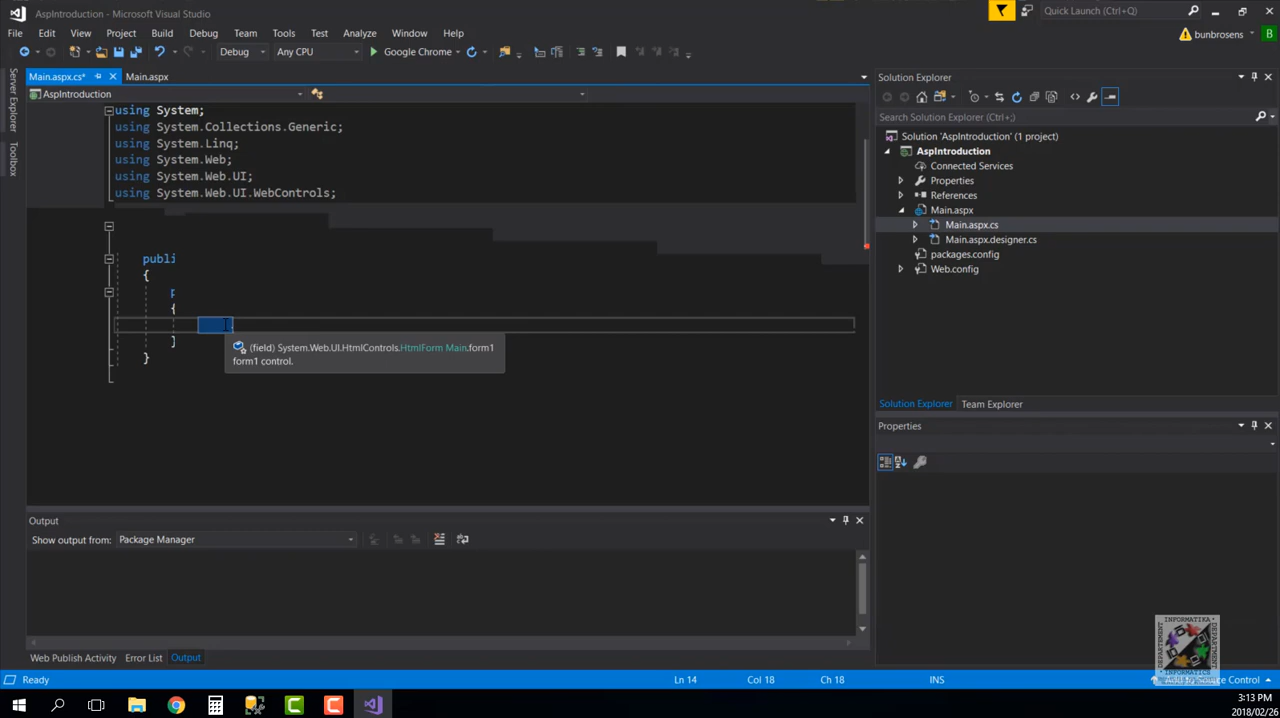 AspIntroduction - Microsoft Visual Studio
Quick Launch (Ctrl+Q)
File Edit View Project Build Debug Team Tools Test Analyze Window Help
bunbrosens B
Debug Any CPU Google Chrome
Main.aspx.cs* Main.aspx
Solution Explorer
AspIntroduction
Server Explorer
Toolbox
using System;
using System.Collections.Generic;
using System.Linq;
using System.Web;
using System.Web.UI;
using System.Web.UI.WebControls;
publi
{
p
{
}
}
(field) System.Web.UI.HtmlControls.HtmlForm Main.form1
form1 control.
Search Solution Explorer (Ctrl+;)
Solution 'AspIntroduction' (1 project)
AspIntroduction
Connected Services
Properties
References
Main.aspx
Main.aspx.cs
Main.aspx.designer.cs
packages.config
Web.config
Solution Explorer Team Explorer
Properties
Output
Show output from: Package Manager
Web Publish Activity Error List Output
INFORMATIKA
INFORMATICS
Ready Ln 14 Col 18 Ch 18 INS
3:13 PM
2018/02/26